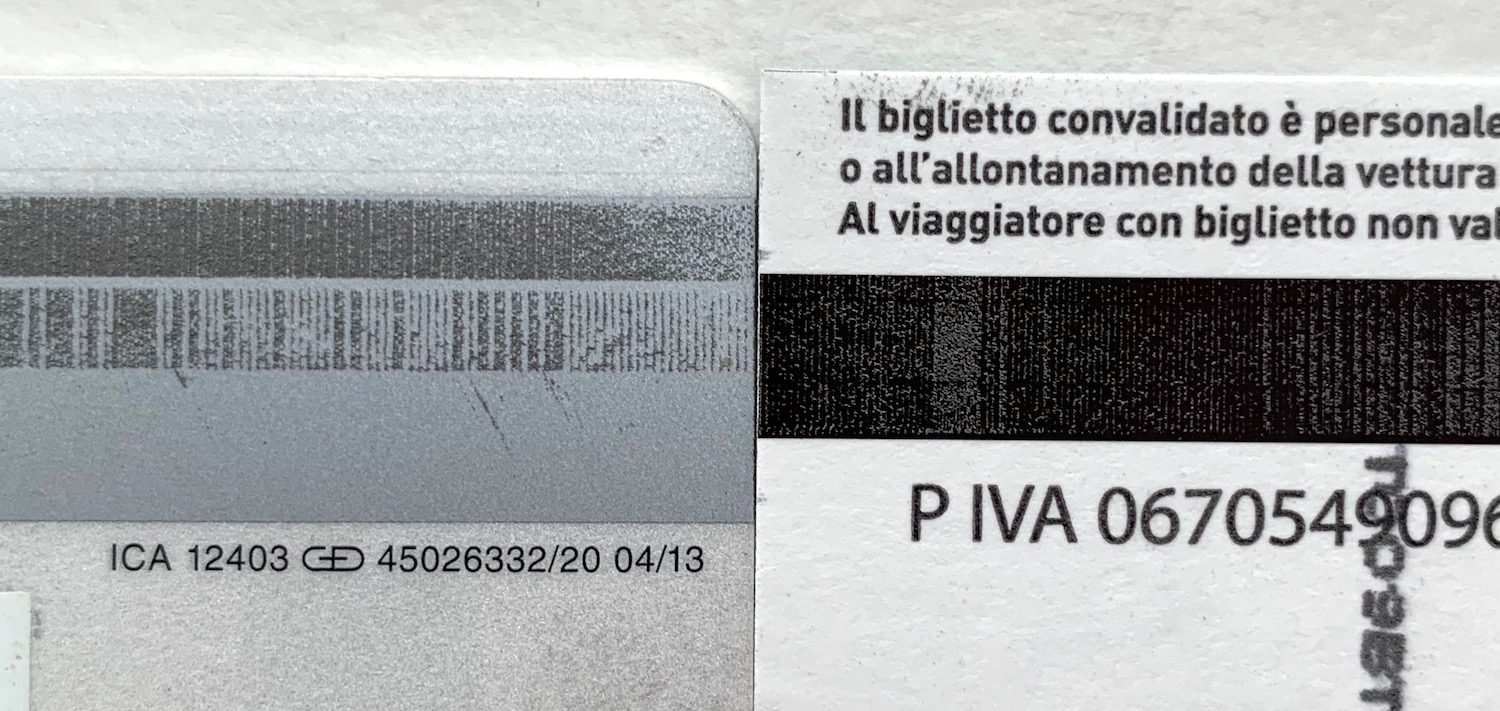 ICA 12403 45026332/20 04/13
Il biglietto convalidato è personale
o all'allontanamento della vettura
Al viaggiatore con biglietto non val
P IVA 0670549096